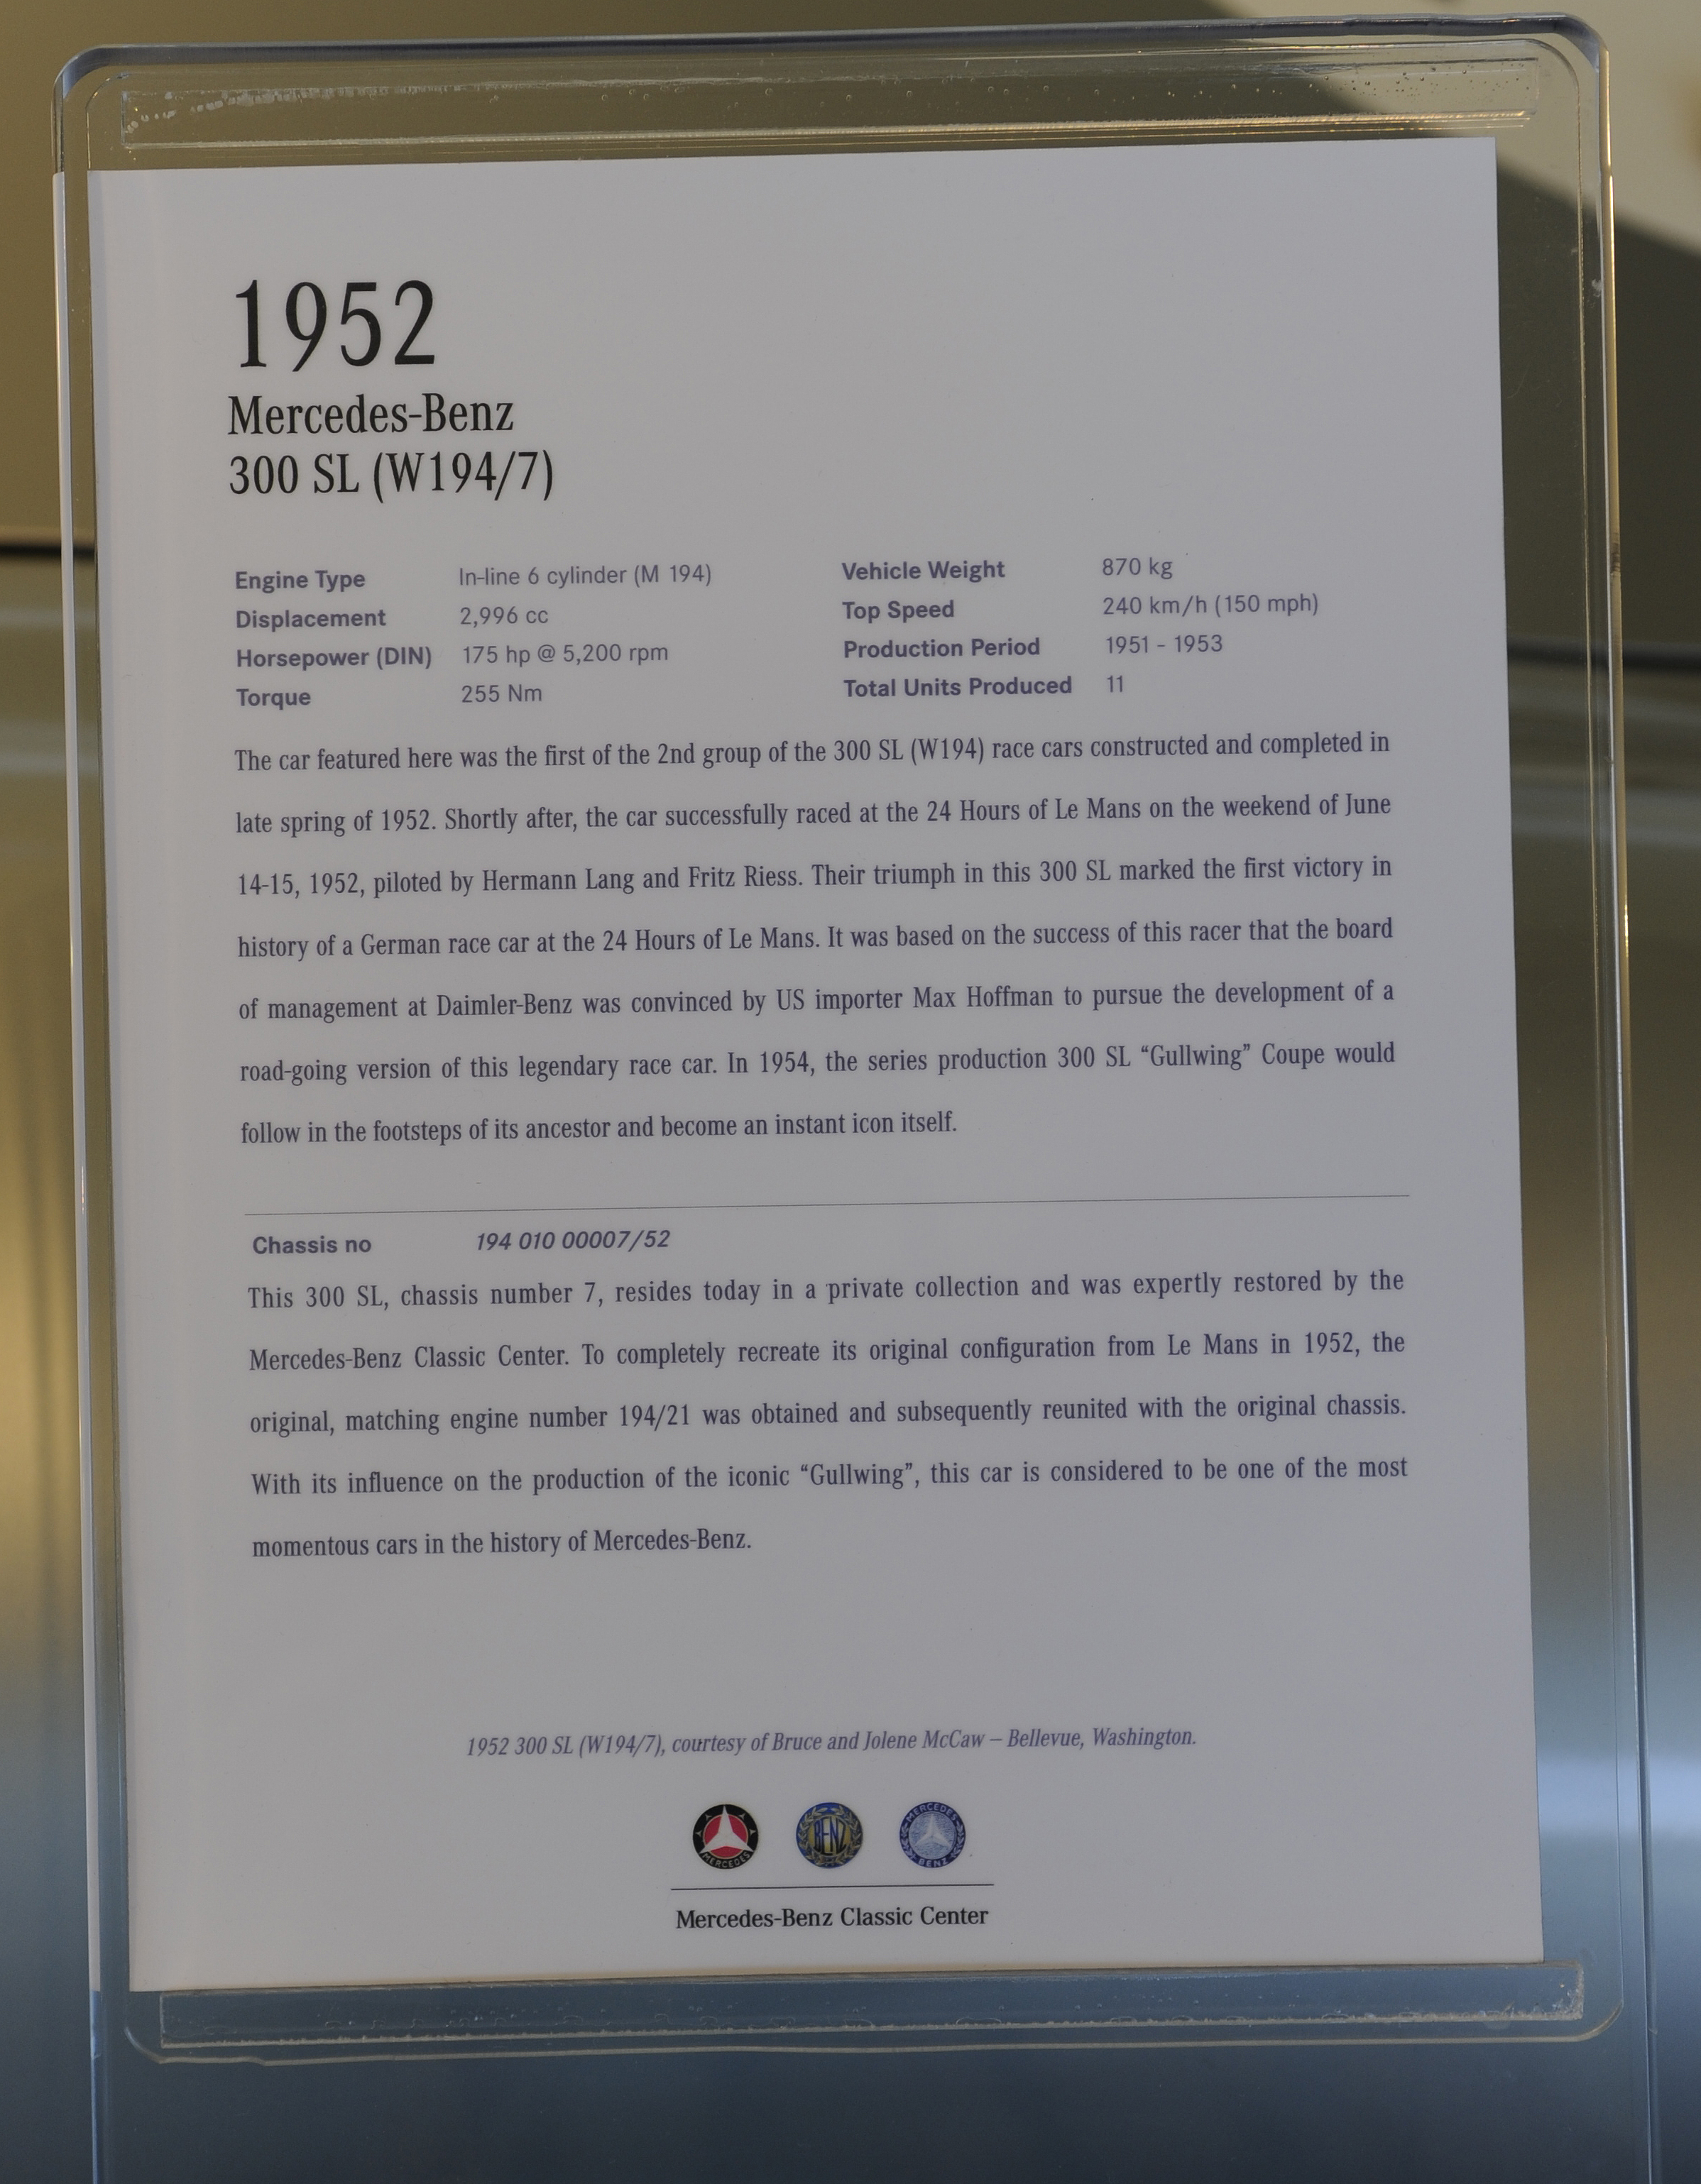 1952
Mercedes-Benz
300 SL (W194/7)
Engine Type In-line 6 cylinder (M 194)
Displacement 2,996 cc
Horsepower (DIN) 175 hp @ 5,200 rpm
Torque 255 Nm
Vehicle Weight 870 kg
Top Speed 240 km/h (150 mph)
Production Period 1951 - 1953
Total Units Produced 11
The car featured here was the first of the 2nd group of the 300 SL (W194) race cars constructed and completed in
late spring of 1952. Shortly after, the car successfully raced at the 24 Hours of Le Mans on the weekend of June
14-15, 1952, piloted by Hermann Lang and Fritz Riess. Their triumph in this 300 SL marked the first victory in
history of a German race car at the 24 Hours of Le Mans. It was based on the success of this racer that the board
of management at Daimler-Benz was convinced by US importer Max Hoffman to pursue the development of a
road-going version of this legendary race car. In 1954, the series production 300 SL “Gullwing” Coupe would
follow in the footsteps of its ancestor and become an instant icon itself.
Chassis no 194 010 00007/52
This 300 SL, chassis number 7, resides today in a private collection and was expertly restored by the
Mercedes-Benz Classic Center. To completely recreate its original configuration from Le Mans in 1952, the
original, matching engine number 194/21 was obtained and subsequently reunited with the original chassis.
With its influence on the production of the iconic “Gullwing”, this car is considered to be one of the most
momentous cars in the history of Mercedes-Benz.
1952 300 SL (W194/7), courtesy of Bruce and Jolene McCaw – Bellevue, Washington.
MERCEDES
BENZ
MERCEDES BENZ
Mercedes-Benz Classic Center